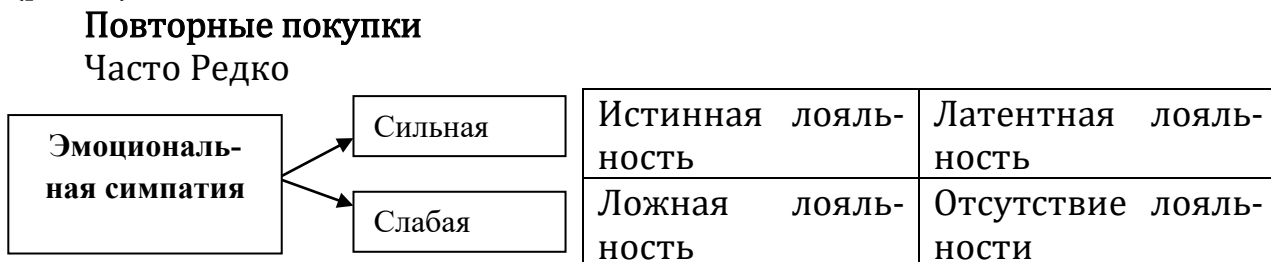 Повторные покупки
Часто Редко
Эмоциональ-
ная симпатия
Сильная
Слабая
Истинная лояль-
ность
Латентная лояль-
ность
Ложная лояль-
ность
Отсутствие лояль-
ности